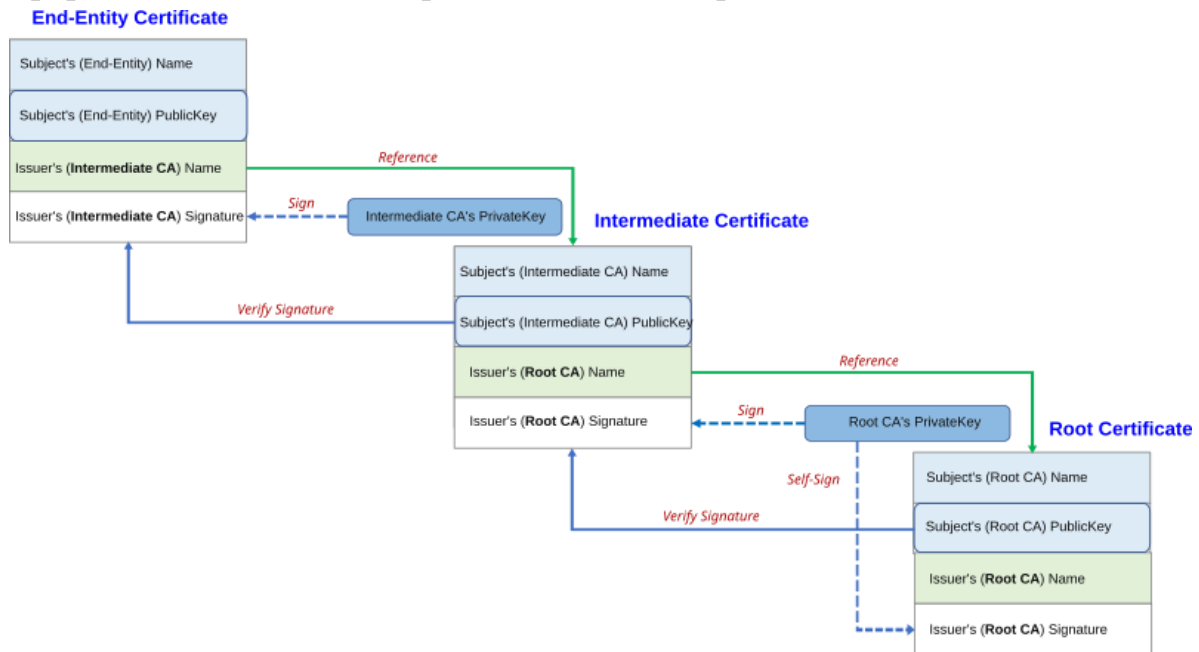 End-Entity Certificate
Subject's (End-Entity) Name
Subject's (End-Entity) PublicKey
Issuer's (Intermediate CA) Name
Reference
Issuer's (Intermediate CA) Signature
Sign
Intermediate CA's PrivateKey
Intermediate Certificate
Subject's (Intermediate CA) Name
Verify Signature
Subject's (Intermediate CA) PublicKey
Issuer's (Root CA) Name
Reference
Issuer's (Root CA) Signature
Sign
Root CA's PrivateKey
Root Certificate
Self-Sign
Subject's (Root CA) Name
Verify Signature
Subject's (Root CA) PublicKey
Issuer's (Root CA) Name
Issuer's (Root CA) Signature